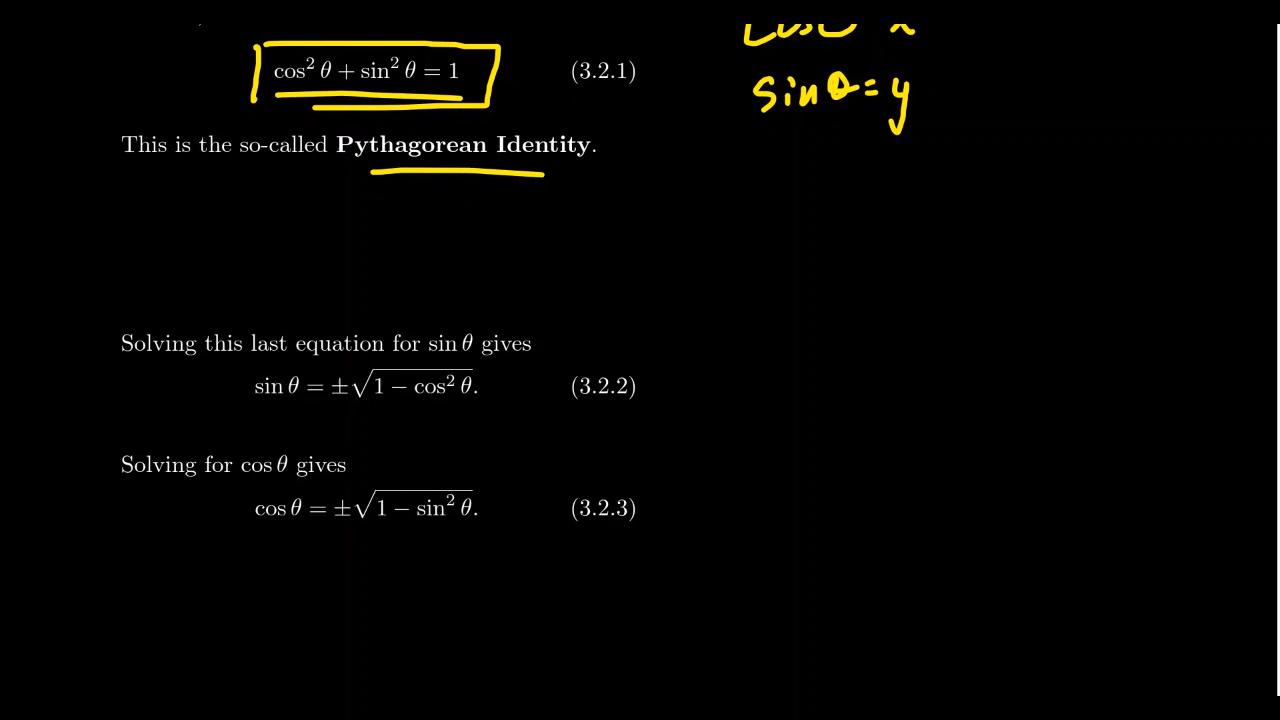 cos² θ + sin² θ = 1 (3.2.1)
sin θ = y
This is the so-called Pythagorean Identity.
Solving this last equation for sin θ gives
sin θ = ±√(1 − cos² θ). (3.2.2)
Solving for cos θ gives
cos θ = ±√(1 − sin² θ). (3.2.3)